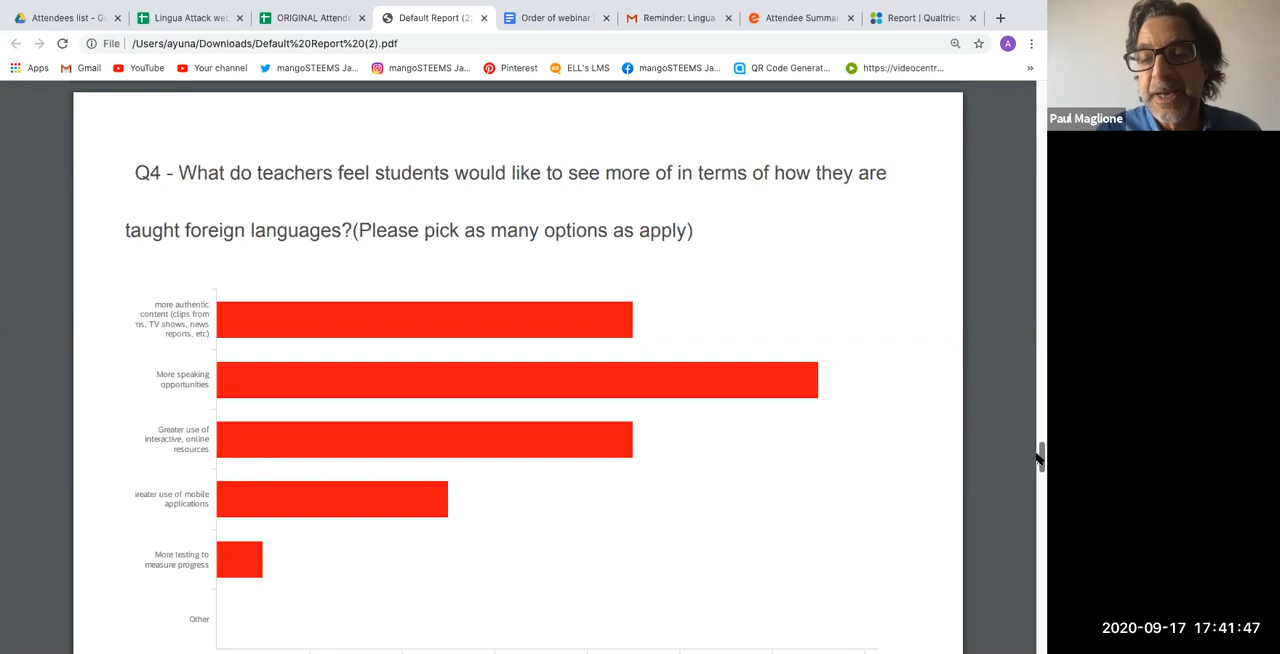 Attendees list - G
Lingua Attack we
ORIGINAL Attend
Default Report (2
Order of webinar
Reminder: Lingua
Attendee Summa
Report | Qualtrics
File
/Users/ayuna/Downloads/Default%20Report%20(2).pdf
A
Apps
Gmail
YouTube
Your channel
mangoSTEEMS Ja...
mangoSTEEMS Ja...
Pinterest
ELL's LMS
mangoSTEEMS Ja...
QR Code Generat...
https://videocentr...
»
Paul Maglione
Q4 - What do teachers feel students would like to see more of in terms of how they are
taught foreign languages?(Please pick as many options as apply)
more authentic
content (clips from
ms, TV shows, news
reports, etc)
More speaking
opportunities
Greater use of
interactive, online
resources
reater use of mobile
applications
More testing to
measure progress
Other
2020-09-17 17:41:47